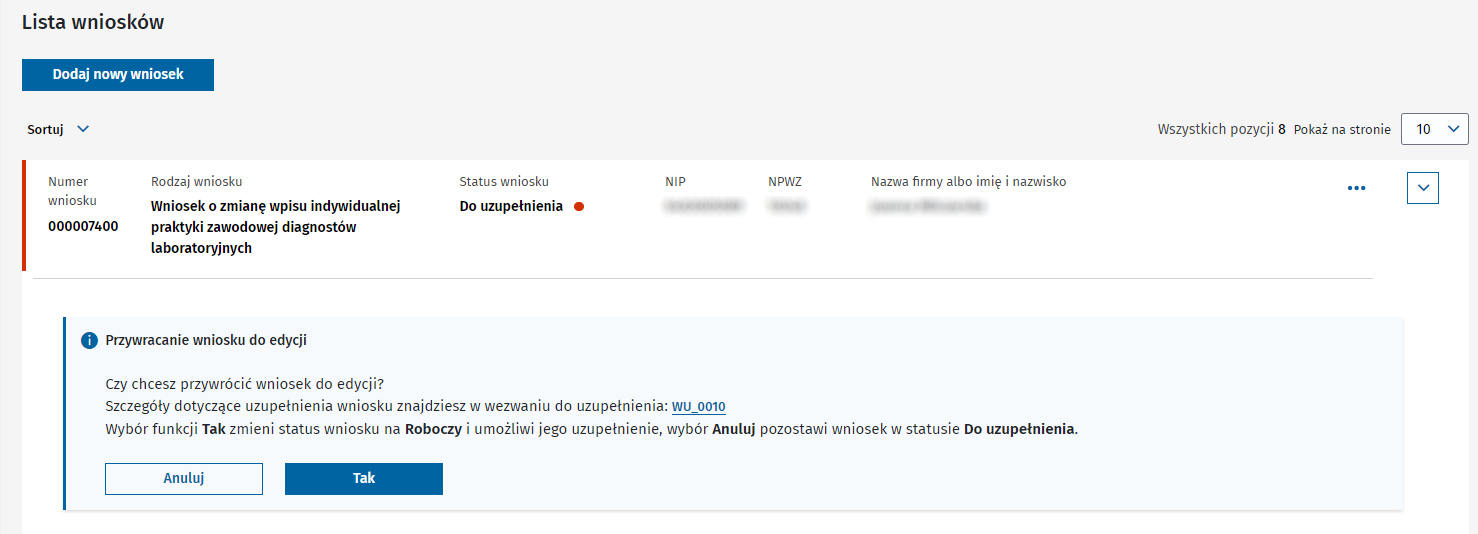 Lista wniosków
Dodaj nowy wniosek
Sortuj
Wszystkich pozycji 8 Pokaż na stronie 10
Numer wniosku
000007400
Rodzaj wniosku
Wniosek o zmianę wpisu indywidualnej
praktyki zawodowej diagnostów
laboratoryjnych
Status wniosku
Do uzupełnienia
NIP
NPWZ
Nazwa firmy albo imię i nazwisko
Przywracanie wniosku do edycji
Czy chcesz przywrócić wniosek do edycji?
Szczegóły dotyczące uzupełnienia wniosku znajdziesz w wezwaniu do uzupełnienia: WU_0010
Wybór funkcji Tak zmieni status wniosku na Roboczy i umożliwi jego uzupełnienie, wybór Anuluj pozostawi wniosek w statusie Do uzupełnienia.
Anuluj
Tak